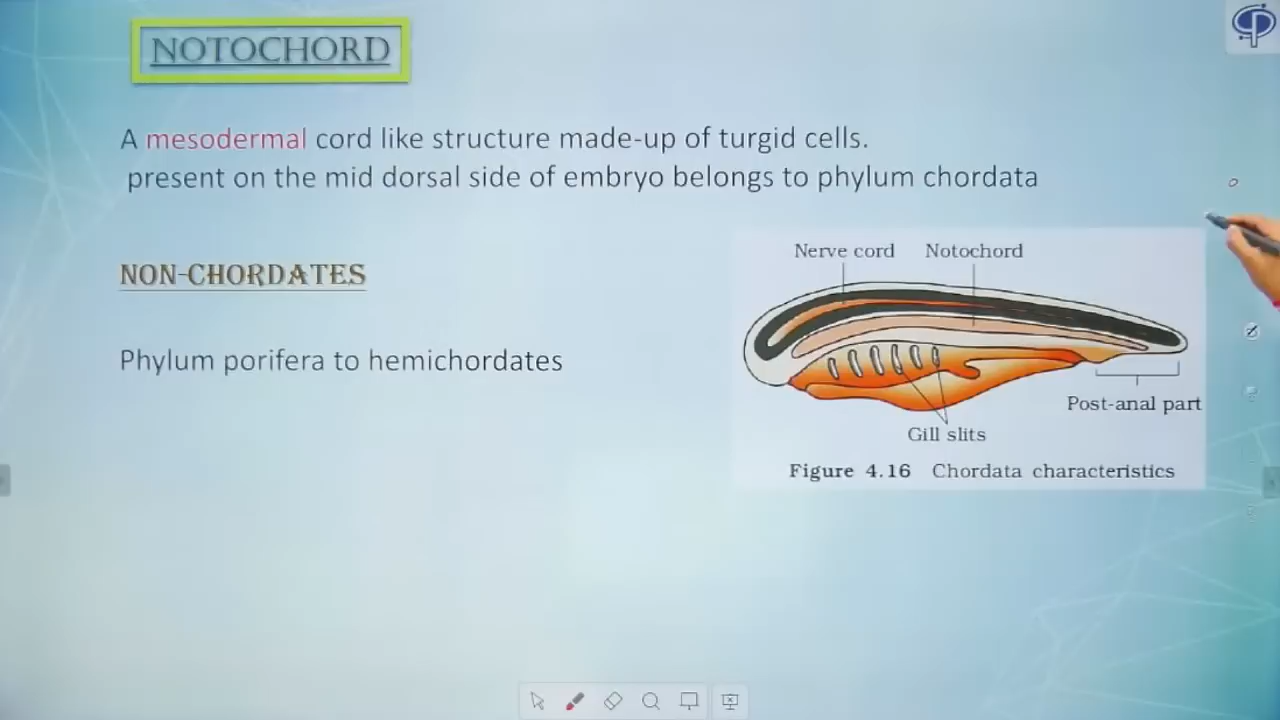 NOTOCHORD
A mesodermal cord like structure made-up of turgid cells.
present on the mid dorsal side of embryo belongs to phylum chordata
NON-CHORDATES
Phylum porifera to hemichordates
Nerve cord Notochord
Post-anal part
Gill slits
Figure 4.16 Chordata characteristics